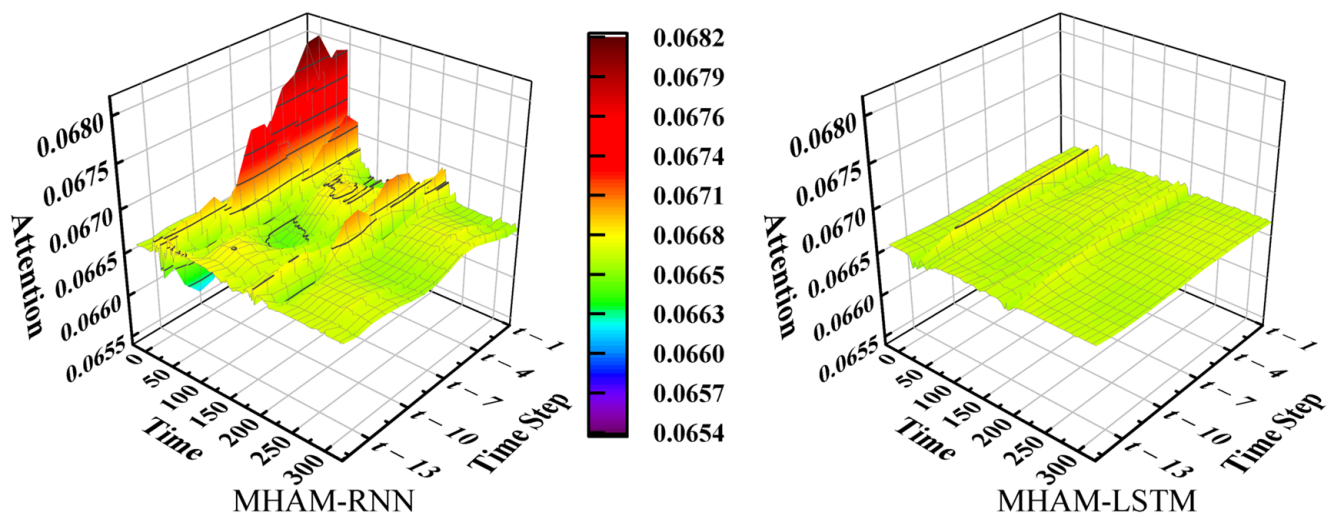 Attention
0.0680
0.0675
0.0670
0.0665
0.0660
0.0655
0
50
100
150
200
250
300
Time
t − 13
t − 10
t − 7
t − 4
t − 1
Time Step
MHAM-RNN
0.0682
0.0679
0.0676
0.0674
0.0671
0.0668
0.0665
0.0663
0.0660
0.0657
0.0654
Attention
0.0680
0.0675
0.0670
0.0665
0.0660
0.0655
0
50
100
150
200
250
300
Time
t − 13
t − 10
t − 7
t − 4
t − 1
Time Step
MHAM-LSTM